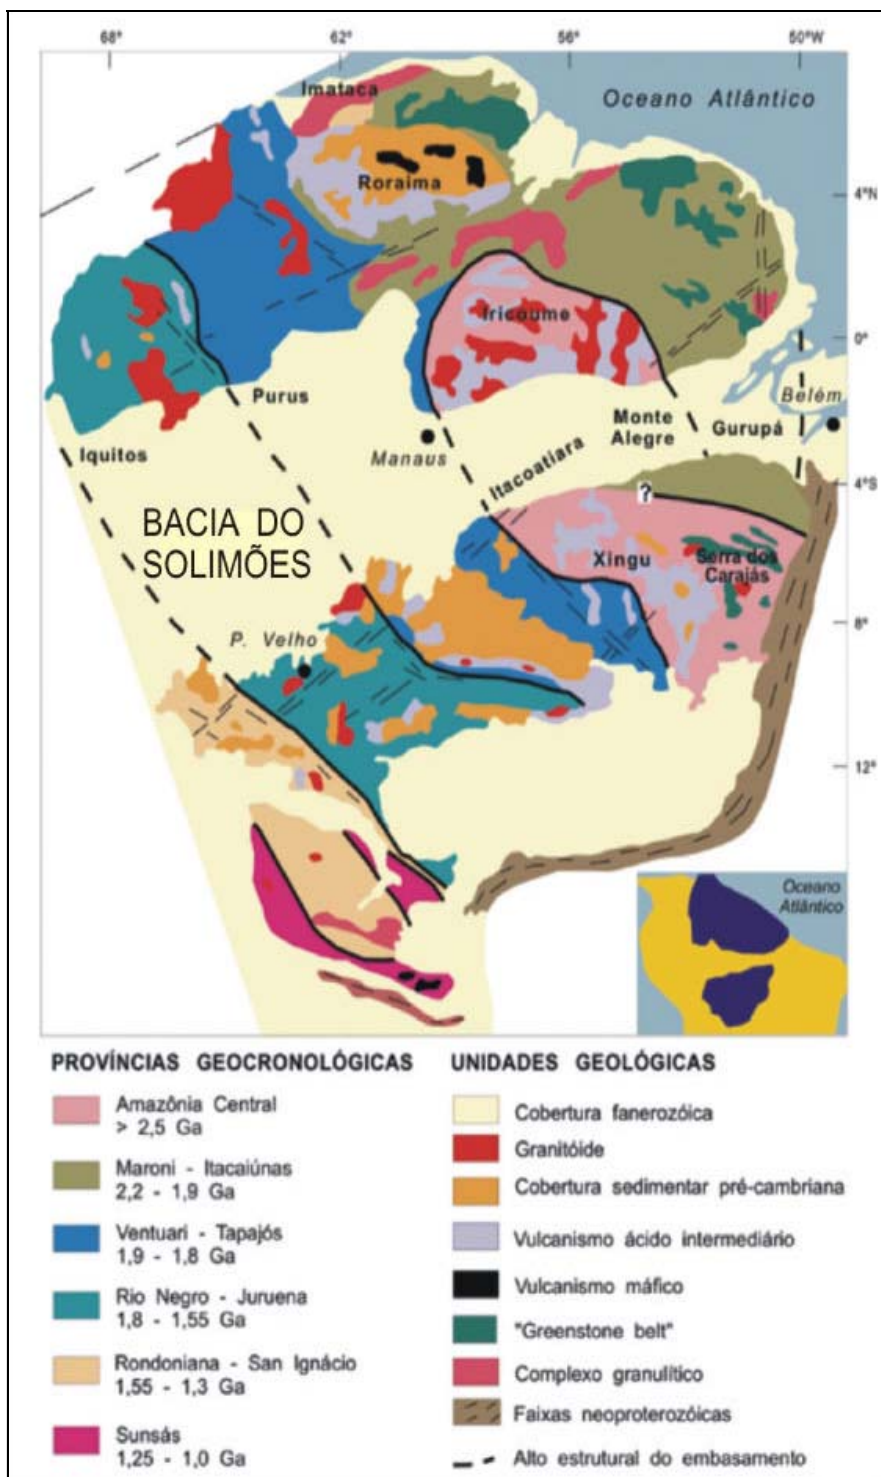 68°
62°
56°
50°W
Imataca
Oceano Atlântico
Roraima
4°N
Iricoume
0°
Purus
Belém
Monte
Alegre
Gurupá
Iquitos
Manaus
Itacoatiara
4°S
?
BACIA DO
SOLIMÕES
Xingu
Serra dos
Carajás
8°
P. Velho
12°
Oceano
Atlântico
PROVÍNCIAS GEOCRONOLÓGICAS
Amazônia Central
> 2,5 Ga
Maroni - Itacaiúnas
2,2 - 1,9 Ga
Ventuari - Tapajós
1,9 - 1,8 Ga
Rio Negro - Juruena
1,8 - 1,55 Ga
Rondoniana - San Ignácio
1,55 - 1,3 Ga
Sunsás
1,25 - 1,0 Ga
UNIDADES GEOLÓGICAS
Cobertura fanerozóica
Granitóide
Cobertura sedimentar pré-cambriana
Vulcanismo ácido intermediário
Vulcanismo máfico
"Greenstone belt"
Complexo granulítico
Faixas neoproterozóicas
Alto estrutural do embasamento